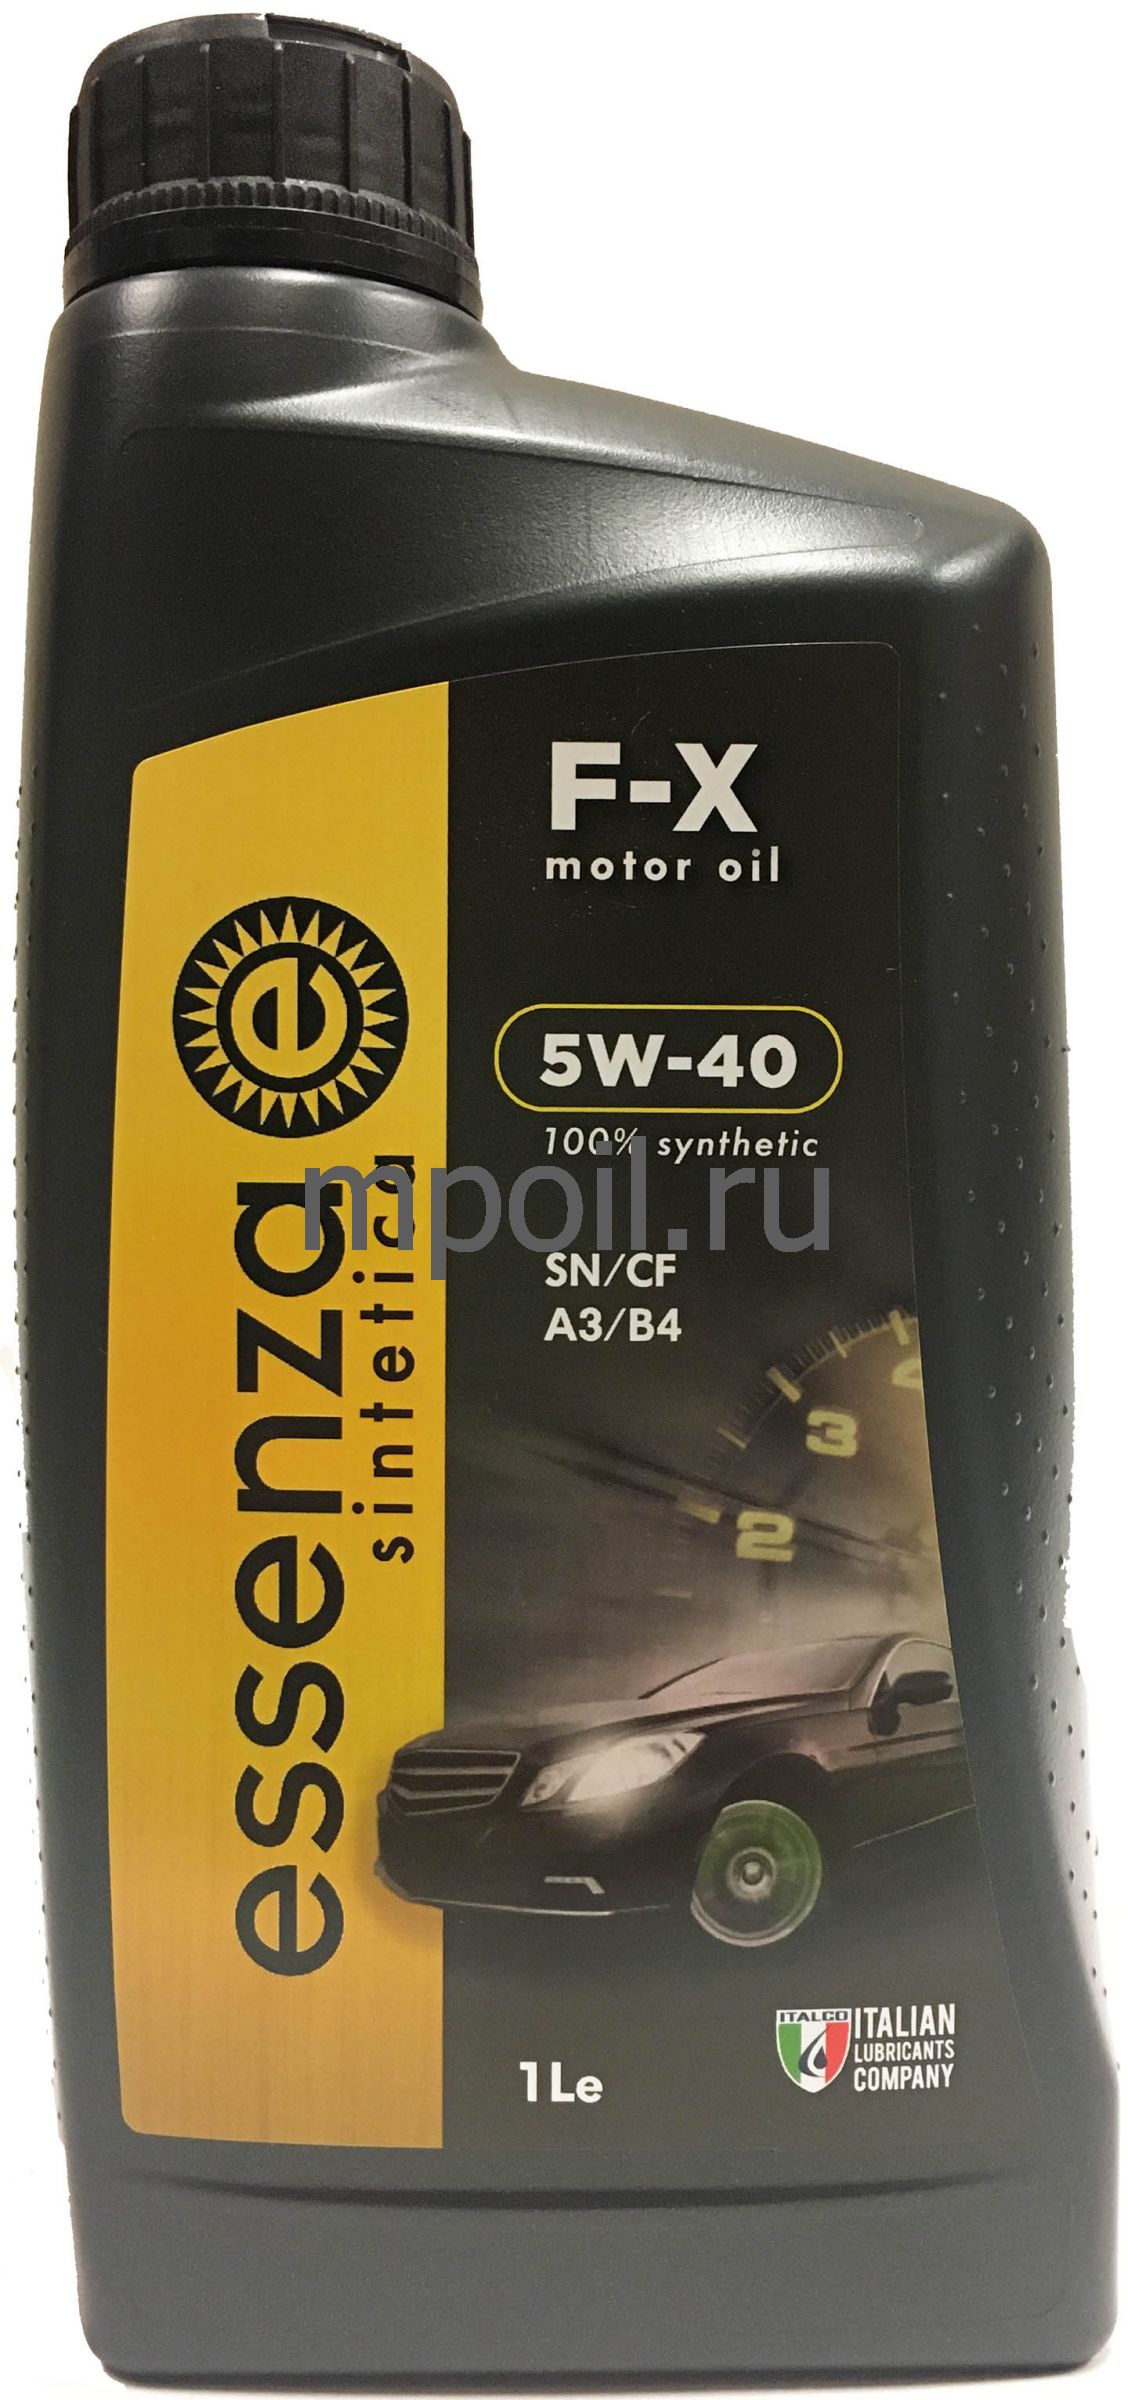 F-X
motor oil
e
5W-40
100% synthetic
mpoil.ru
SN/CF
A3/B4
essenza
sintetica
3
2
1Le
ITALCO
ITALIAN
LUBRICANTS
COMPANY